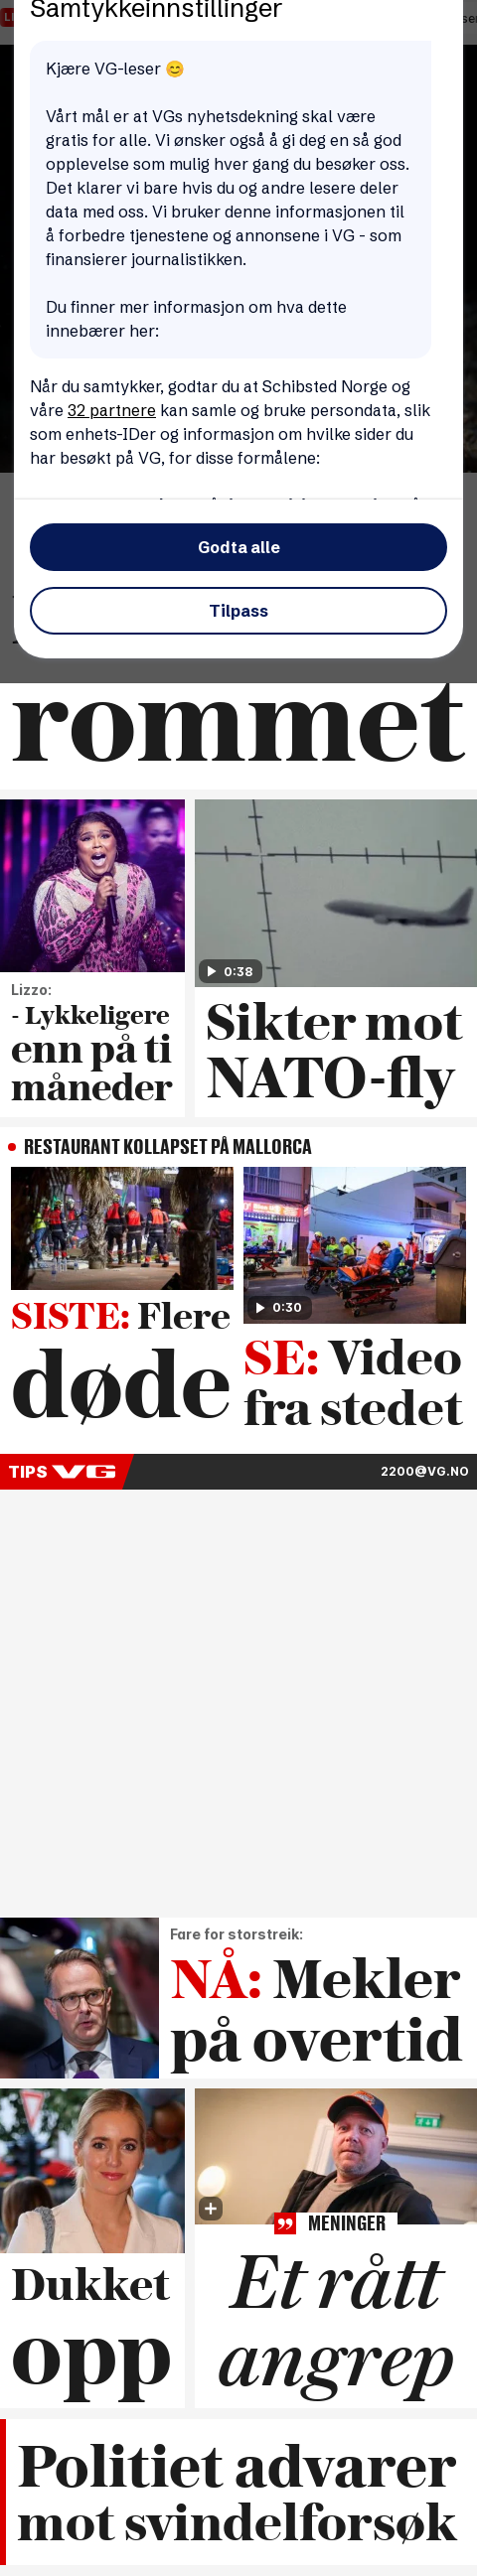 Samtykkeinnstillinger
Kjære VG-leser 😊
Vårt mål er at VGs nyhetsdekning skal være
gratis for alle. Vi ønsker også å gi deg en så god
opplevelse som mulig hver gang du besøker oss.
Det klarer vi bare hvis du og andre lesere deler
data med oss. Vi bruker denne informasjonen til
å forbedre tjenestene og annonsene i VG - som
finansierer journalistikken.
Du finner mer informasjon om hva dette
innebærer her:
Når du samtykker, godtar du at Schibsted Norge og
våre 32 partnere kan samle og bruke persondata, slik
som enhets-IDer og informasjon om hvilke sider du
har besøkt på VG, for disse formålene:
Godta alle
Tilpass
rommet
0:38
Lizzo:
- Lykkeligere
enn på ti
måneder
Sikter mot
NATO-fly
RESTAURANT KOLLAPSET PÅ MALLORCA
0:30
SISTE: Flere
døde
SE: Video
fra stedet
TIPS VG
2200@VG.NO
Fare for storstreik:
NÅ: Mekler
på overtid
Dukket
opp
MENINGER
Et rått
angrep
Politiet advarer
mot svindelforsøk